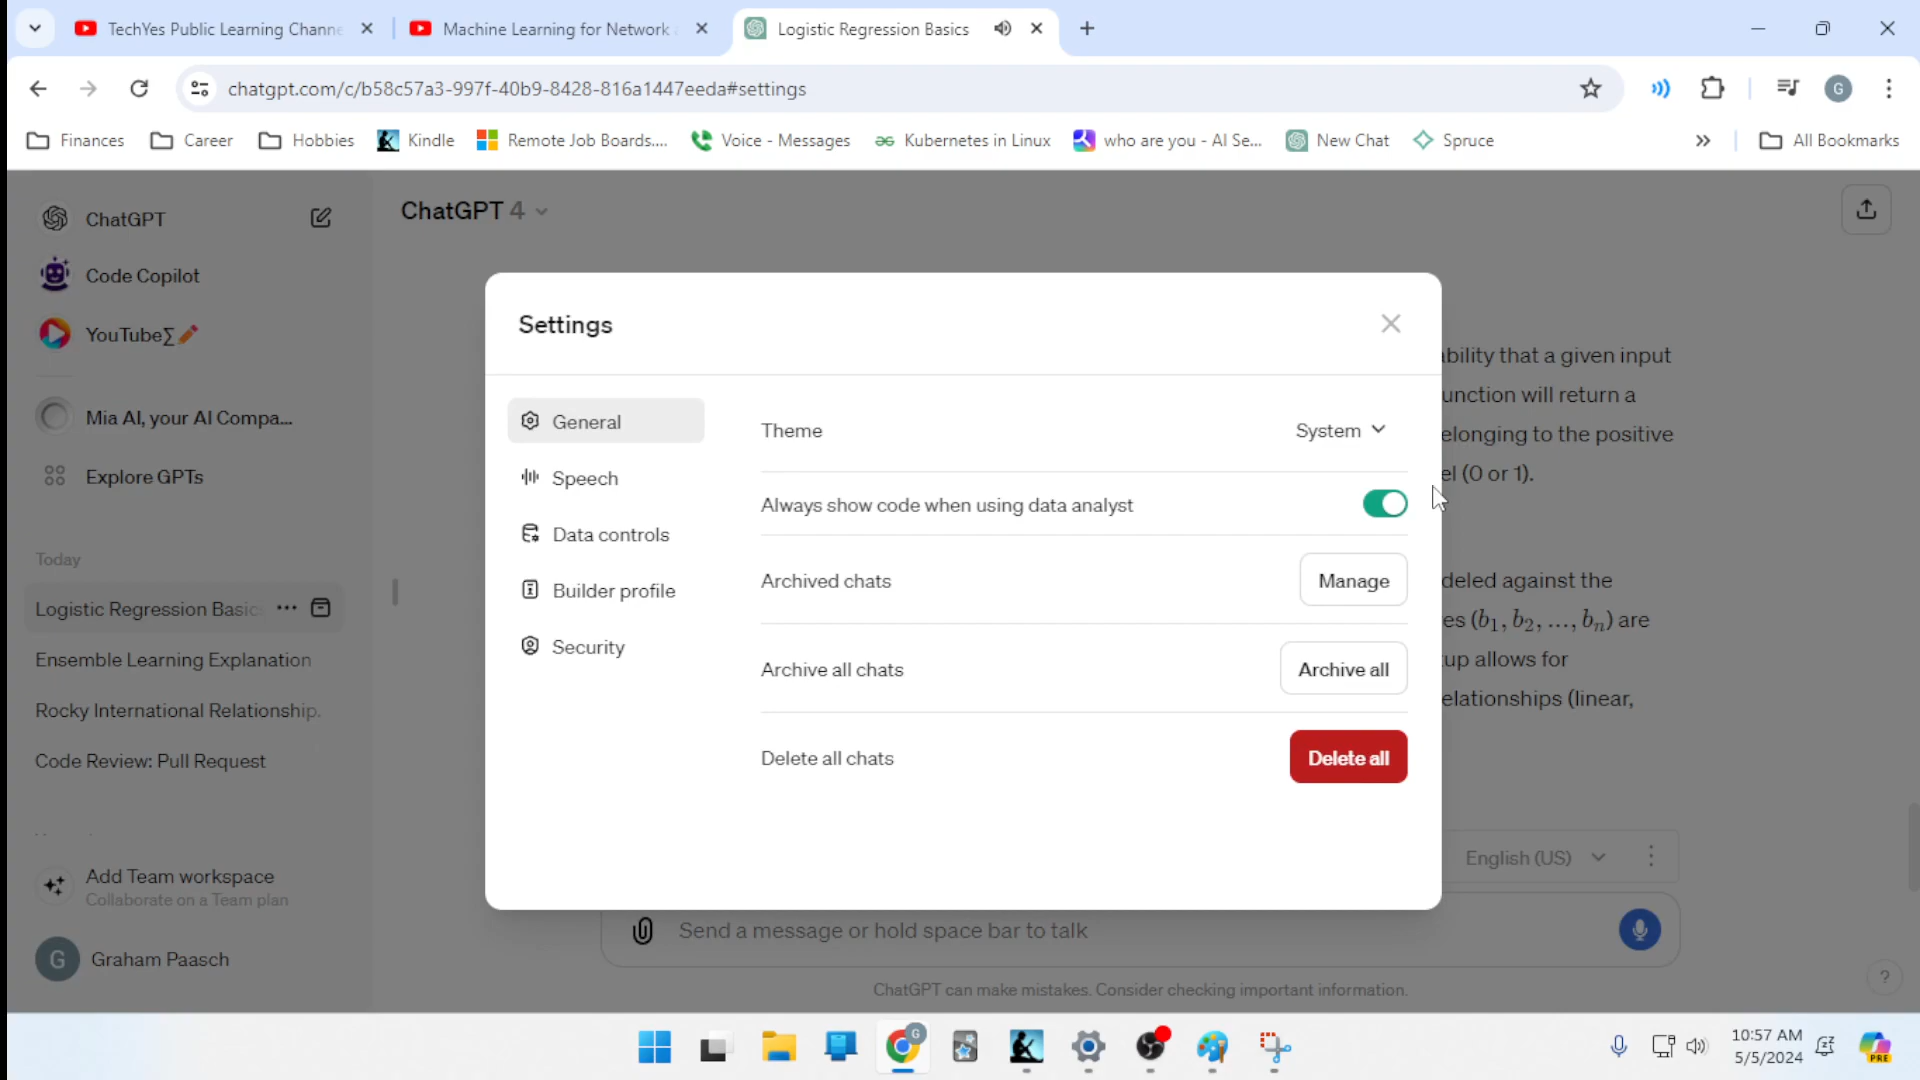 TechYes Public Learning Channe
Machine Learning for Network
Logistic Regression Basics
chatgpt.com/c/b58c57a3-997f-40b9-8428-816a1447eeda#settings
G
Finances
Career
Hobbies
Kindle
Remote Job Boards....
Voice - Messages
Kubernetes in Linux
who are you - AI Se...
New Chat
Spruce
All Bookmarks
ChatGPT
Code Copilot
YouTube∑
Mia AI, your AI Compa...
Explore GPTs
Today
Logistic Regression Basic
Ensemble Learning Explanation
Rocky International Relationship.
Code Review: Pull Request
Add Team workspace
Collaborate on a Team plan
G
Graham Paasch
ChatGPT 4
Settings
General
Speech
Data controls
Builder profile
Security
Theme
System
Always show code when using data analyst
Archived chats
Manage
Archive all chats
Archive all
Delete all chats
Delete all
ability that a given input
unction will return a
elonging to the positive
el (0 or 1).
deled against the
es (b1, b2, ..., bn) are
up allows for
elationships (linear,
English (US)
Send a message or hold space bar to talk
ChatGPT can make mistakes. Consider checking important information.
?
G
10:57 AM
5/5/2024
PRE